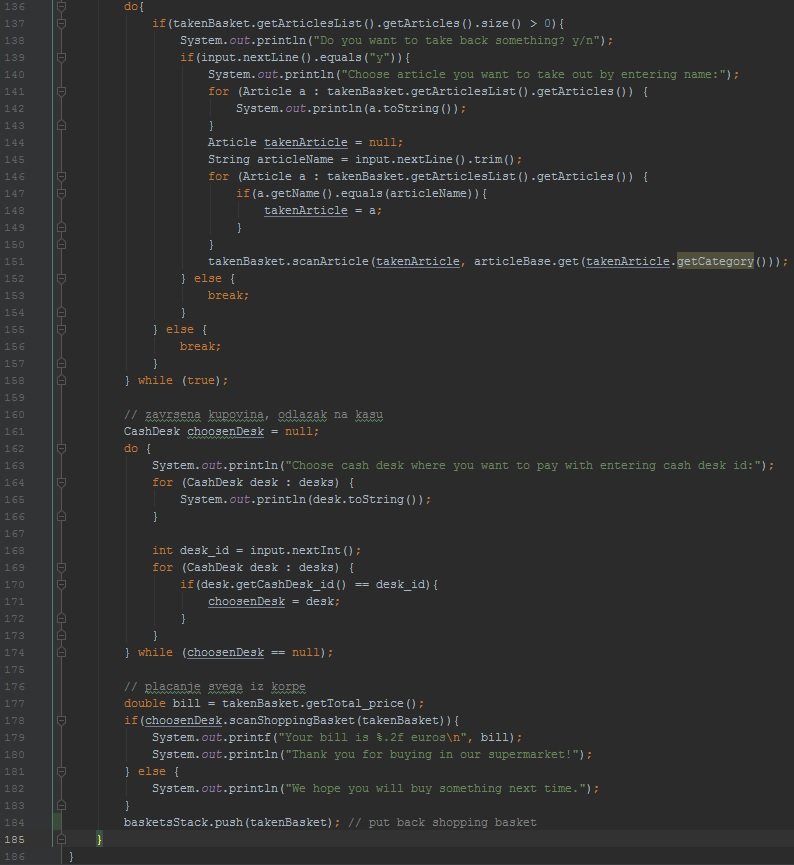 136 do{
137 if(takenBasket.getArticlesList().getArticles().size() > 0){
138 System.out.println("Do you want to take back something? y/n");
139 if(input.nextLine().equals("y")){
140 System.out.println("Choose article you want to take out by entering name:");
141 for (Article a : takenBasket.getArticlesList().getArticles()) {
142 System.out.println(a.toString());
143 }
144 Article takenArticle = null;
145 String articleName = input.nextLine().trim();
146 for (Article a : takenBasket.getArticlesList().getArticles()) {
147 if(a.getName().equals(articleName)){
148 takenArticle = a;
149 }
150 }
151 takenBasket.scanArticle(takenArticle, articleBase.get(takenArticle.getCategory()));
152 } else {
153 break;
154 }
155 } else {
156 break;
157 }
158 } while (true);
159
160 // zavrsena kupovina, odlazak na kasu
161 CashDesk choosenDesk = null;
162 do {
163 System.out.println("Choose cash desk where you want to pay with entering cash desk id:");
164 for (CashDesk desk : desks) {
165 System.out.println(desk.toString());
166 }
167
168 int desk_id = input.nextInt();
169 for (CashDesk desk : desks) {
170 if(desk.getCashDesk_id() == desk_id){
171 choosenDesk = desk;
172 }
173 }
174 } while (choosenDesk == null);
175
176 // placanje svega iz korpe
177 double bill = takenBasket.getTotal_price();
178 if(choosenDesk.scanShoppingBasket(takenBasket)){
179 System.out.printf("Your bill is %.2f euros\n", bill);
180 System.out.println("Thank you for buying in our supermarket!");
181 } else {
182 System.out.println("We hope you will buy something next time.");
183 }
184 basketsStack.push(takenBasket); // put back shopping basket
185 }
186 }